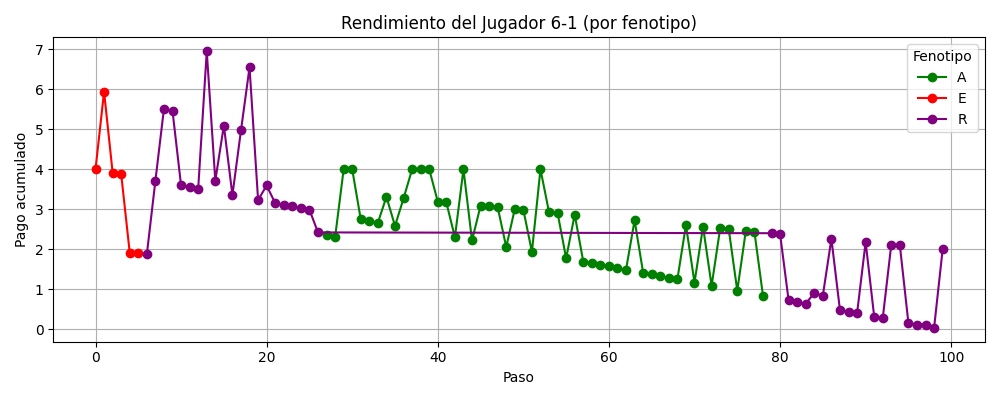 Rendimiento del Jugador 6-1 (por fenotipo)
Pago acumulado
7
6
5
4
3
2
1
0
Fenotipo
A
E
R
0
20
40
60
80
100
Paso